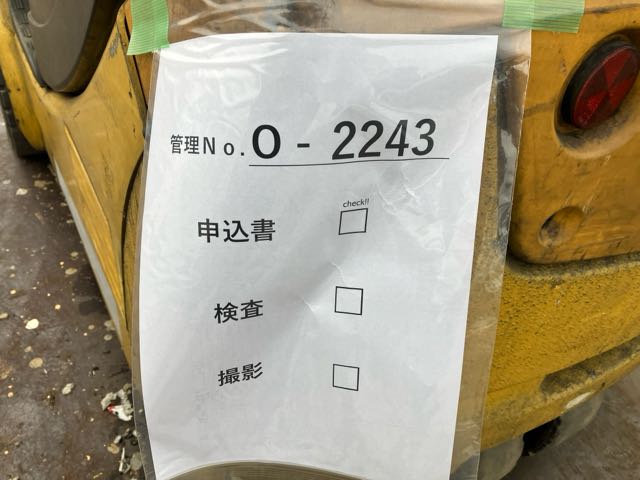 管理No. O - 2243
check!!
申込書 □
検査 □
撮影 □